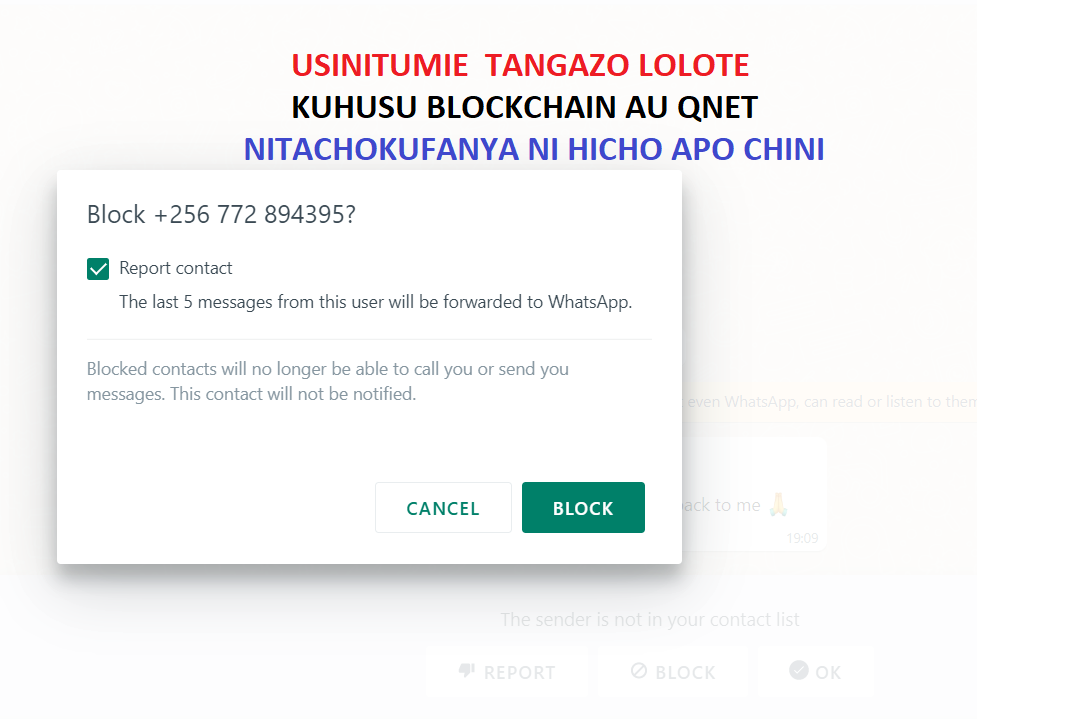 USINITUMIE TANGAZO LOLOTE
KUHUSU BLOCKCHAIN AU QNET
NITACHOKUFANYA NI HICHO APO CHINI
Block +256 772 894395?
Report contact
The last 5 messages from this user will be forwarded to WhatsApp.
Blocked contacts will no longer be able to call you or send you
messages. This contact will not be notified.
even WhatsApp, can read or listen to them
back to me 🙏
CANCEL
BLOCK
19:09
The sender is not in your contact list
REPORT
BLOCK
OK